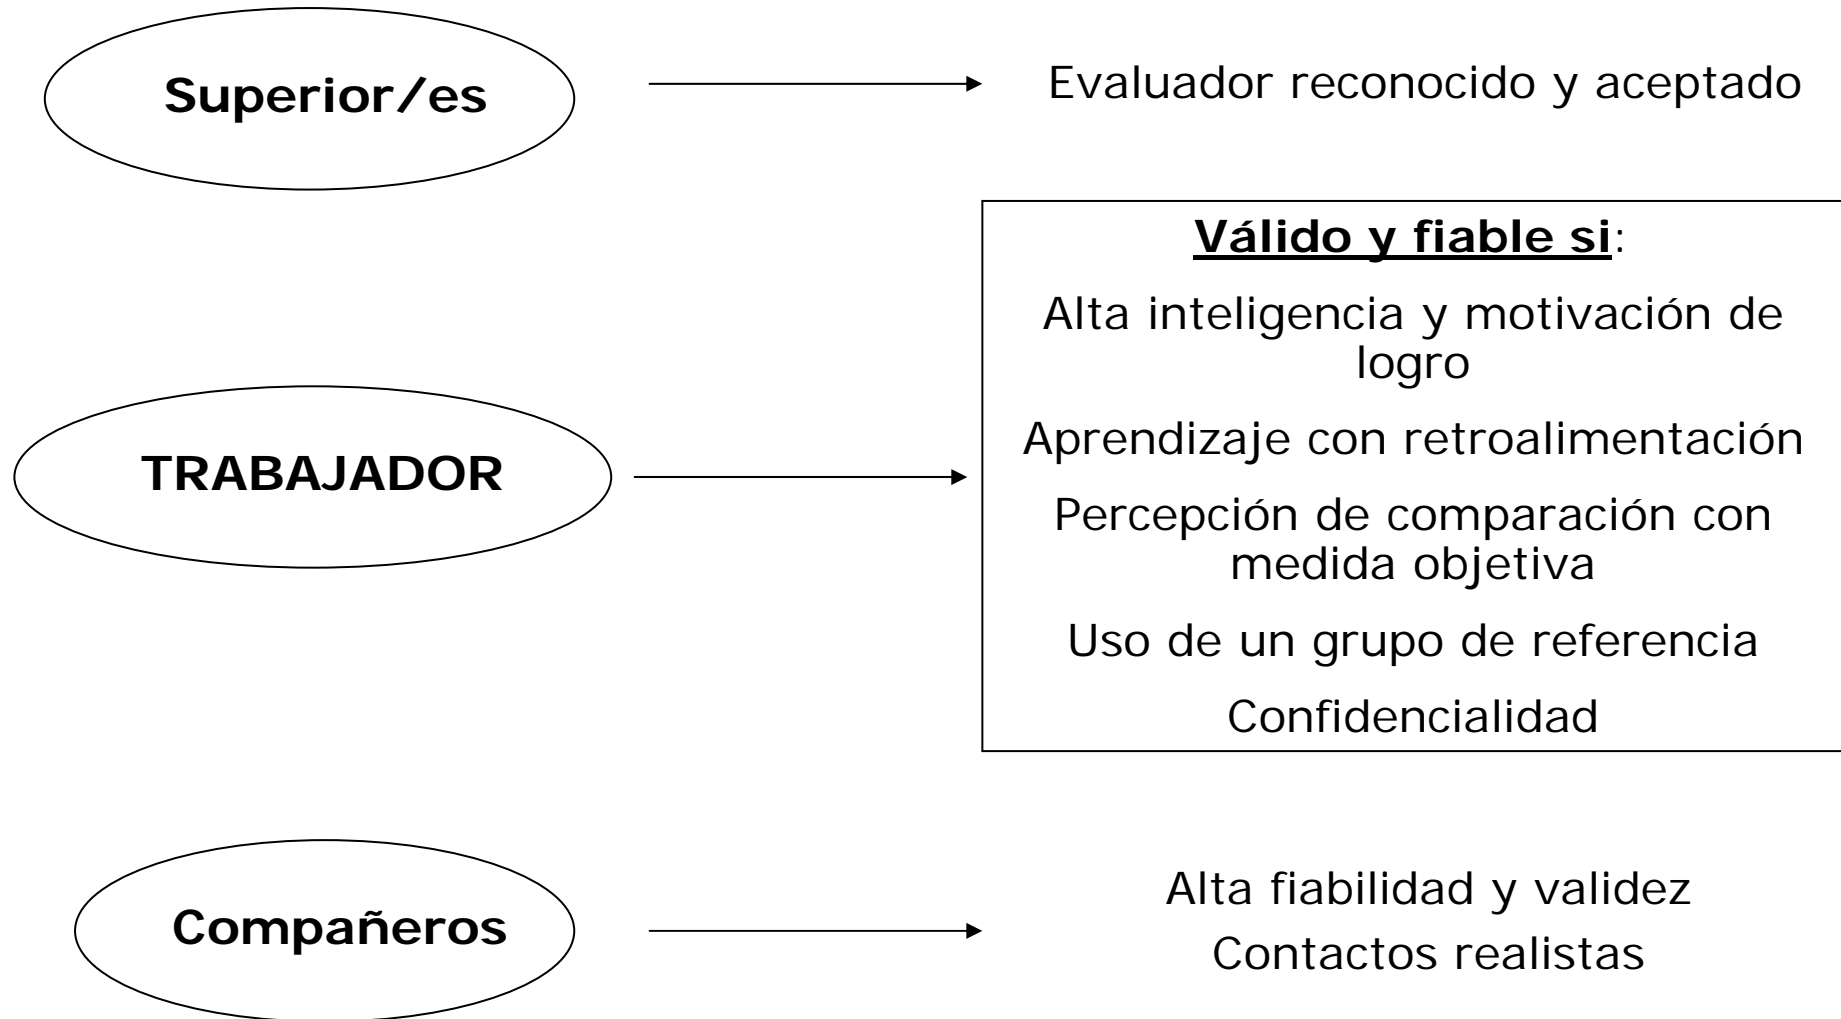 Superior/es
Evaluador reconocido y aceptado
Válido y fiable si:
Alta inteligencia y motivación de
logro
Aprendizaje con retroalimentación
Percepción de comparación con
medida objetiva
Uso de un grupo de referencia
Confidencialidad
TRABAJADOR
Compañeros
Alta fiabilidad y validez
Contactos realistas